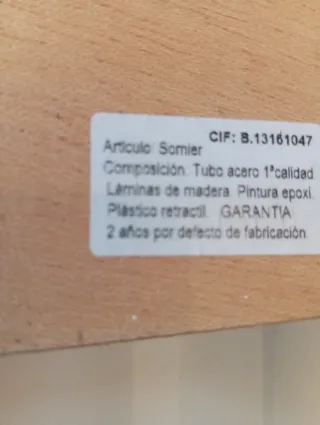 CIF: B.13161047
Articulo: Somier
Composición. Tubo acero 1ªcalidad
Láminas de madera. Pintura epoxi.
Plástico retractil. GARANTIA
2 años por defecto de fabricación.